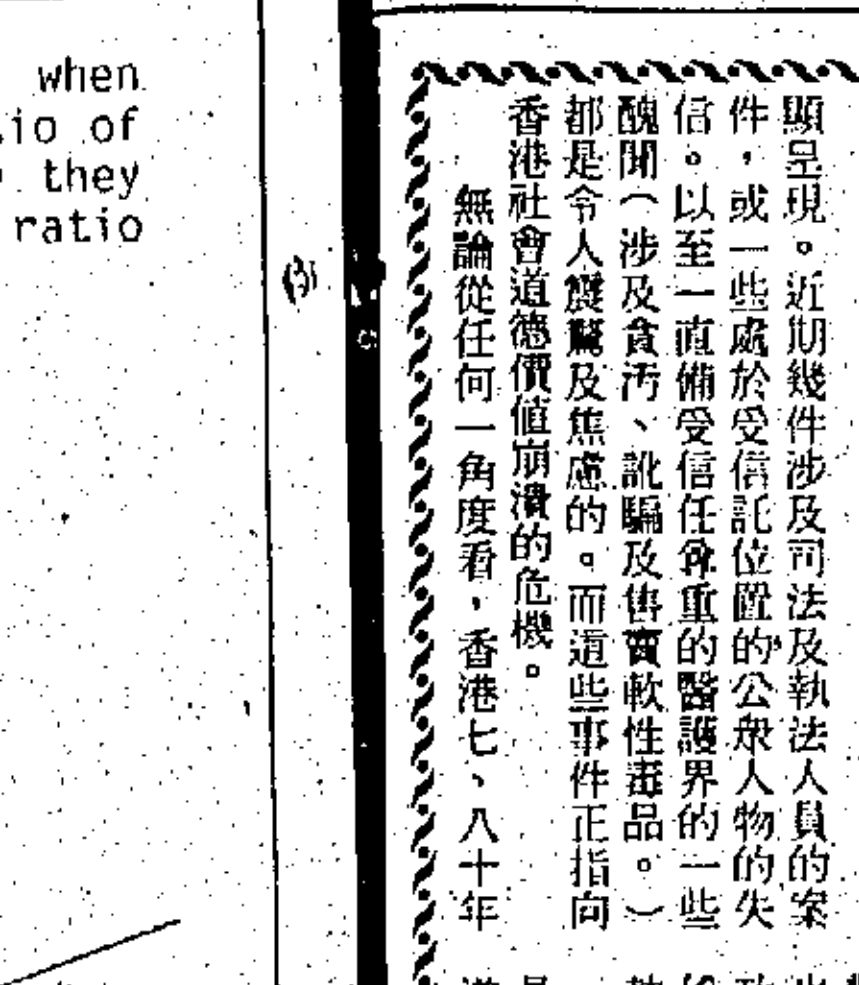 when
io of
they
ratio
顯呈現。近期幾件涉及司法及執法人員的案
件，或一些處於受信託位置的公衆人物的失
信。以至一直備受信任尊重的醫護界的一些
醜聞（涉及貪汚、訛騙及售賣軟性毒品。）
都是令人震驚及焦慮的。而這些事件正指向
香港社會道德價値崩潰的危機。
無論從任何一角度看，香港七、八十年